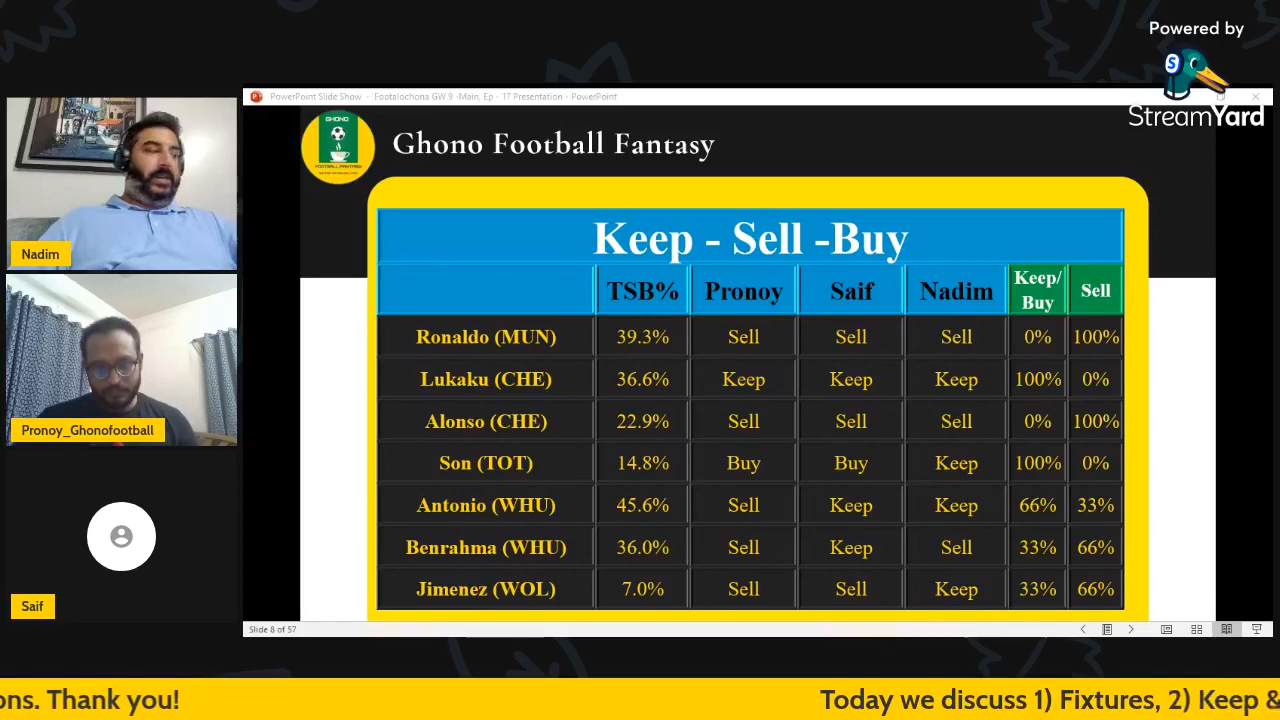 Powered by
StreamYard
PowerPoint Slide Show - Footalochona GW 9 -Main, Ep - 17 Presentation - PowerPoint
GHONO
FOOTBALL FANTASY
Ghono Football Fantasy
Keep - Sell -Buy
TSB% Pronoy Saif Nadim Keep/ Buy Sell
Ronaldo (MUN) 39.3% Sell Sell Sell 0% 100%
Lukaku (CHE) 36.6% Keep Keep Keep 100% 0%
Alonso (CHE) 22.9% Sell Sell Sell 0% 100%
Son (TOT) 14.8% Buy Buy Keep 100% 0%
Antonio (WHU) 45.6% Sell Keep Keep 66% 33%
Benrahma (WHU) 36.0% Sell Keep Sell 33% 66%
Jimenez (WOL) 7.0% Sell Sell Keep 33% 66%
Nadim
Pronoy_Ghonofootball
Saif
Slide 8 of 57
ons. Thank you!
Today we discuss 1) Fixtures, 2) Keep &